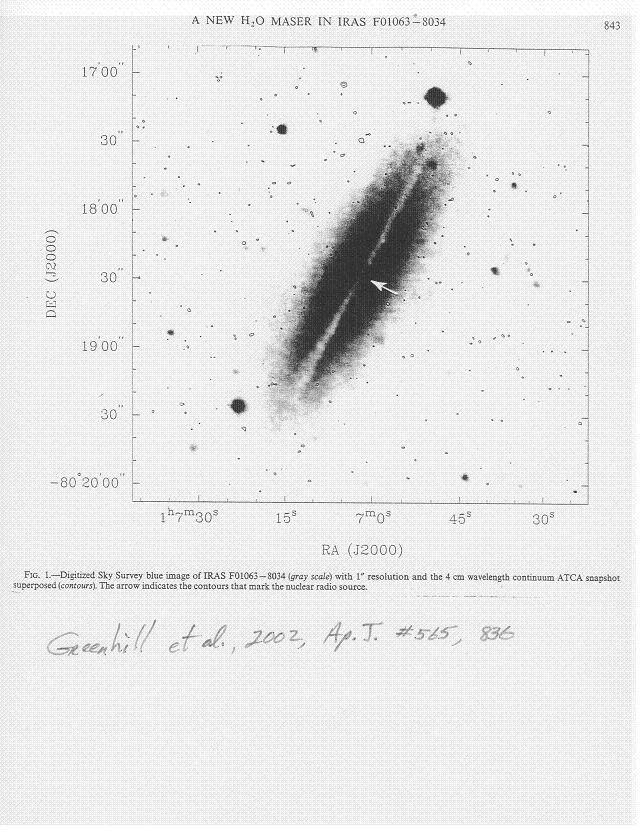 A NEW H₂O MASER IN IRAS F01063−8034
843
17′00″
30″
18′00″
30″
19′00″
30″
−80°20′00″
DEC (J2000)
1ʰ7ᵐ30ˢ 15ˢ 7ᵐ0ˢ 45ˢ 30ˢ
RA (J2000)
FIG. 1.—Digitized Sky Survey blue image of IRAS F01063−8034 (gray scale) with 1″ resolution and the 4 cm wavelength continuum ATCA snapshot
superposed (contours). The arrow indicates the contours that mark the nuclear radio source.
Greenhill et al., 2002, Ap. J. #565, 836